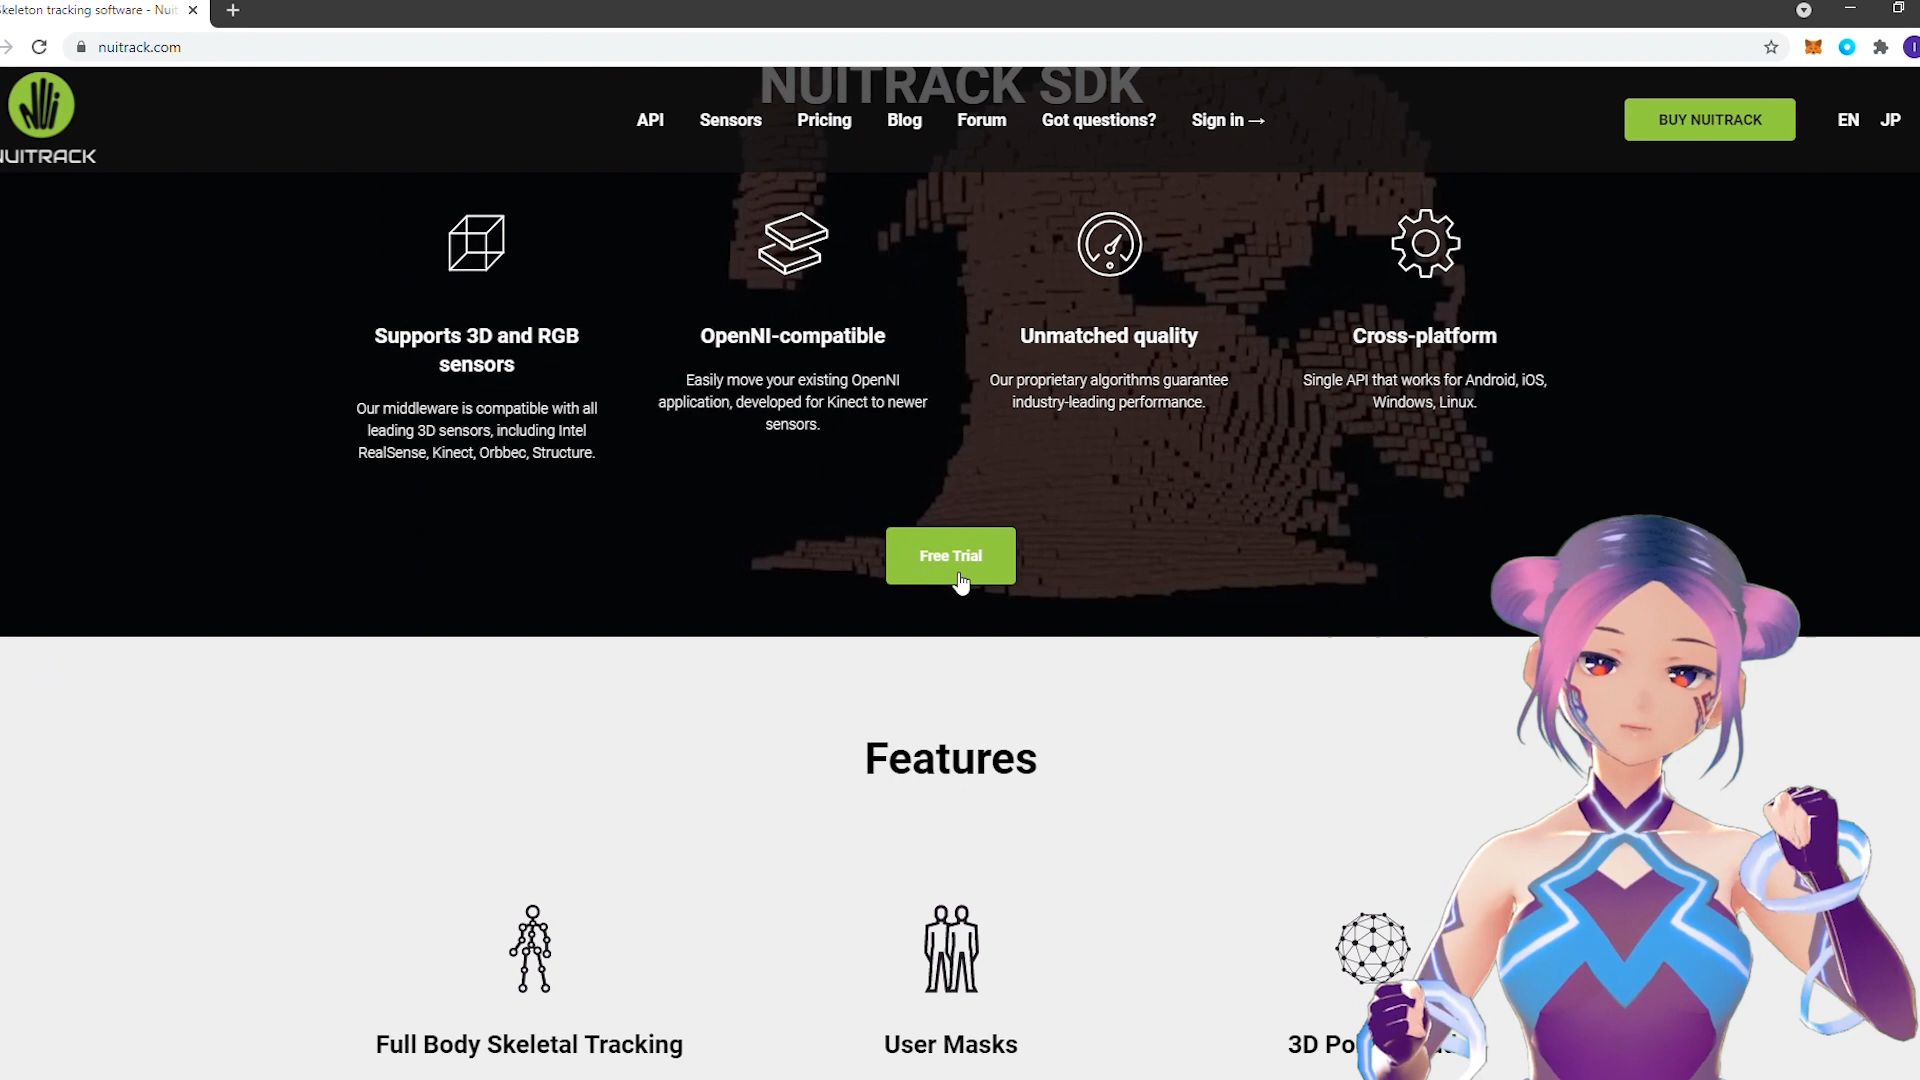 skeleton tracking software - Nuit
nuitrack.com
NUITRACK SDK
NUITRACK
API
Sensors
Pricing
Blog
Forum
Got questions?
Sign in →
BUY NUITRACK
EN
JP
Supports 3D and RGB
sensors
Our middleware is compatible with all
leading 3D sensors, including Intel
RealSense, Kinect, Orbbec, Structure.
OpenNI-compatible
Easily move your existing OpenNI
application, developed for Kinect to newer
sensors.
Unmatched quality
Our proprietary algorithms guarantee
industry-leading performance.
Cross-platform
Single API that works for Android, iOS,
Windows, Linux.
Free Trial
Features
Full Body Skeletal Tracking
User Masks
3D Po